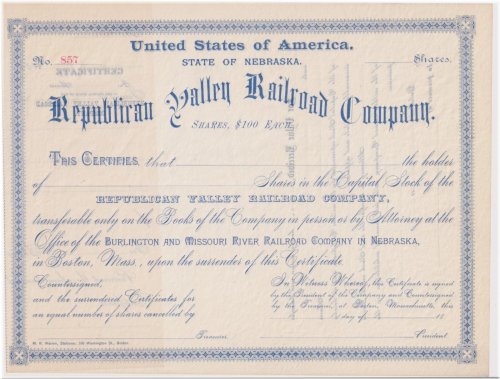 United States of America.
No. 857 Shares.
STATE OF NEBRASKA.
Republican Valley Railroad Company.
SHARES, $100 EACH.
THIS CERTIFIES, that the holder
of Shares in the Capital Stock of the
REPUBLICAN VALLEY RAILROAD COMPANY,
transferable only on the Books of the Company in person or by Attorney at the
Office of the BURLINGTON AND MISSOURI RIVER RAILROAD COMPANY IN NEBRASKA,
in Boston, Mass., upon the surrender of this Certificate
Countersigned,
and the surrendered Certificates for
an equal number of shares cancelled by
In Witness Whereof, this Certificate is signed
by the President of the Company and Countersigned
by the Treasurer, at Boston, Massachusetts, this
day of 18
Treasurer. President.
Washington St., Boston.